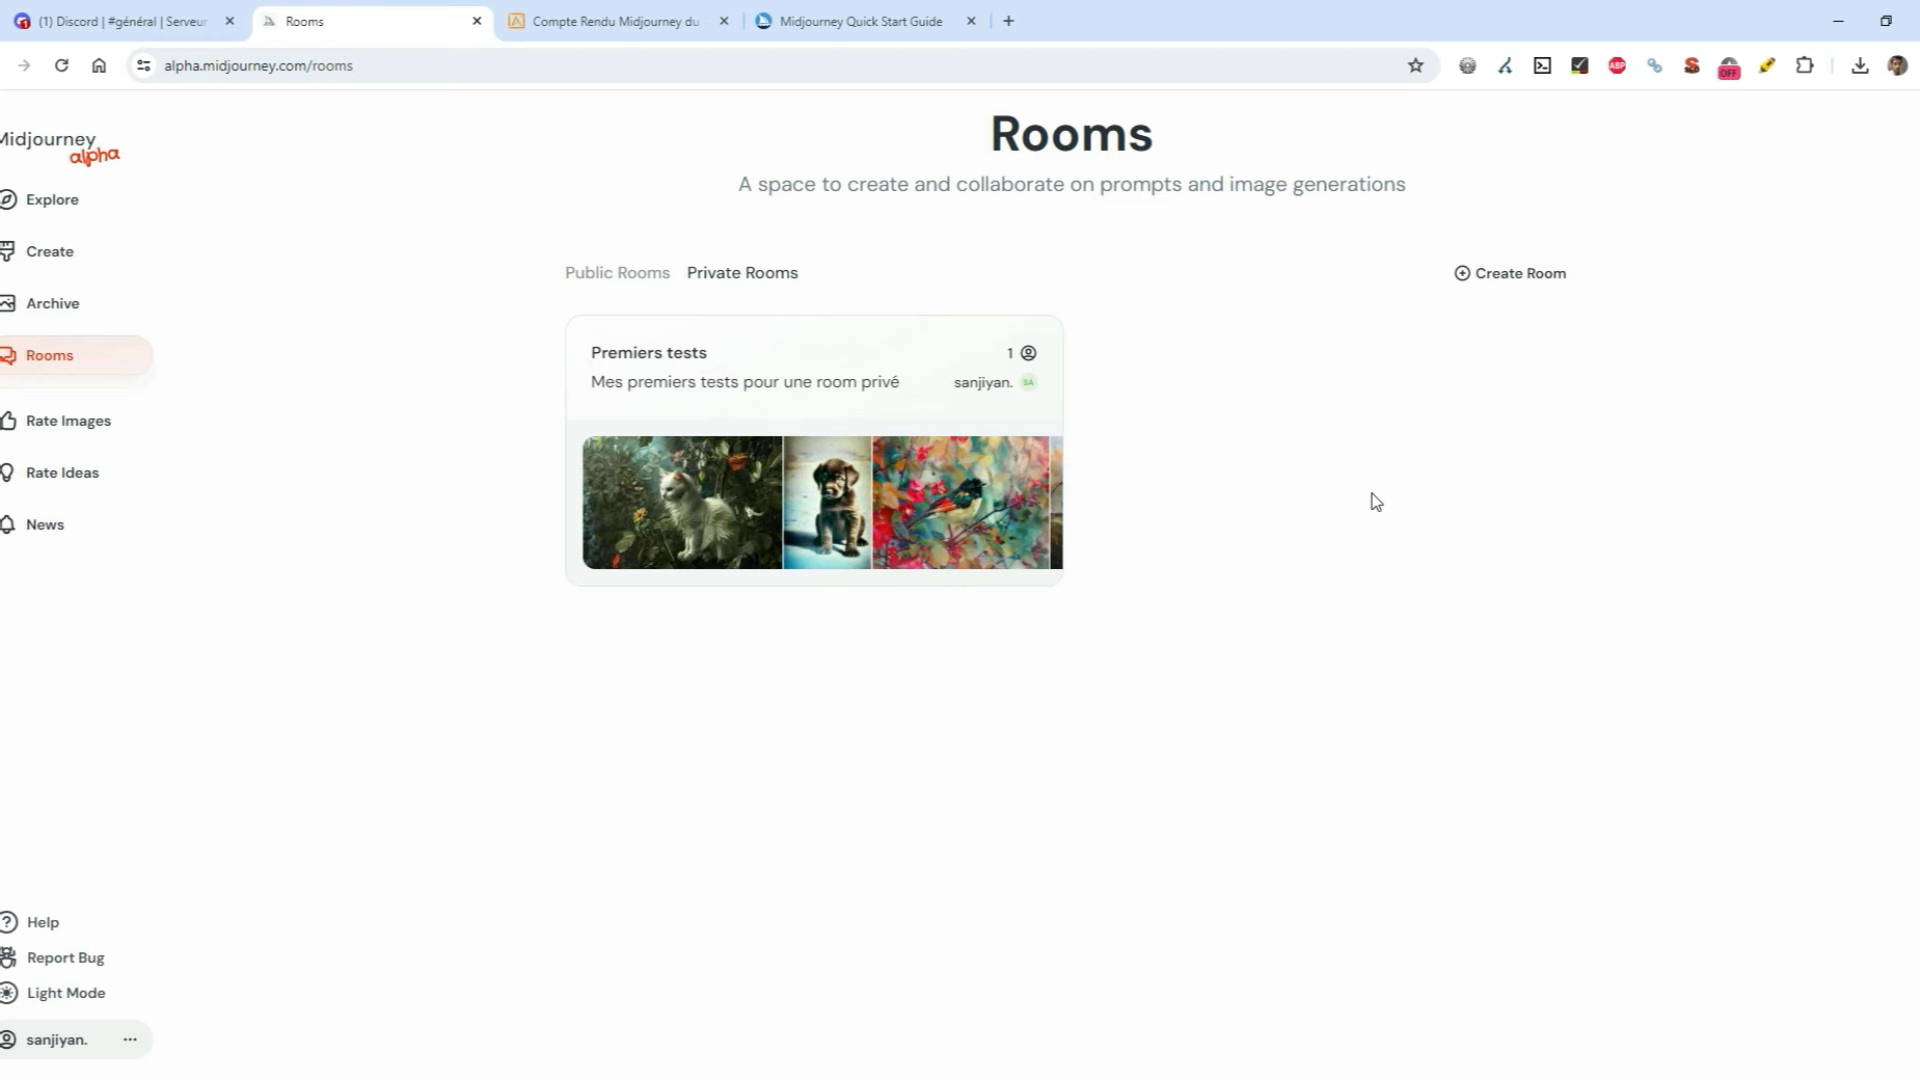 (1) Discord | #général | Serveur
Rooms
Compte Rendu Midjourney du
Midjourney Quick Start Guide
alpha.midjourney.com/rooms
ABP
OFF
Midjourney
alpha
Explore
Create
Archive
Rooms
Rate Images
Rate Ideas
News
Help
Report Bug
Light Mode
sanjiyan.
Rooms
A space to create and collaborate on prompts and image generations
Public Rooms Private Rooms
Create Room
Premiers tests 1
Mes premiers tests pour une room privé sanjiyan. SA